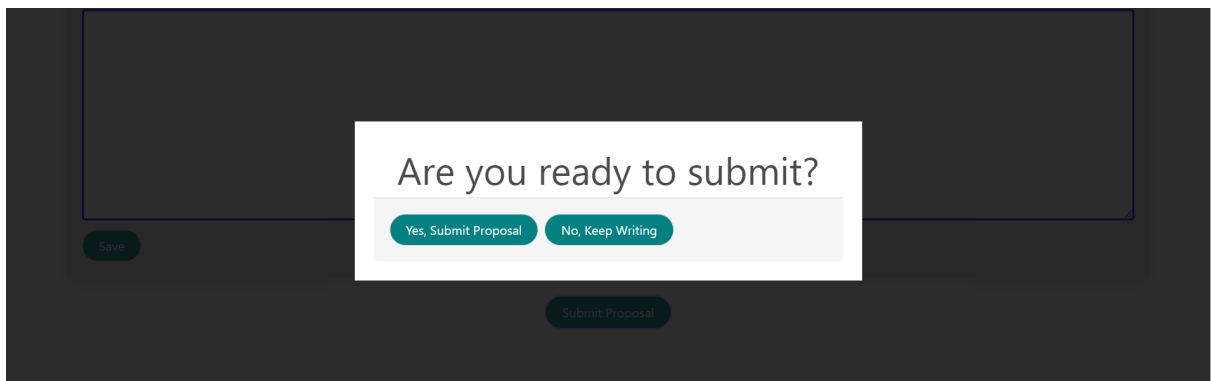 Are you ready to submit?
Yes, Submit Proposal No, Keep Writing
Save
Submit Proposal